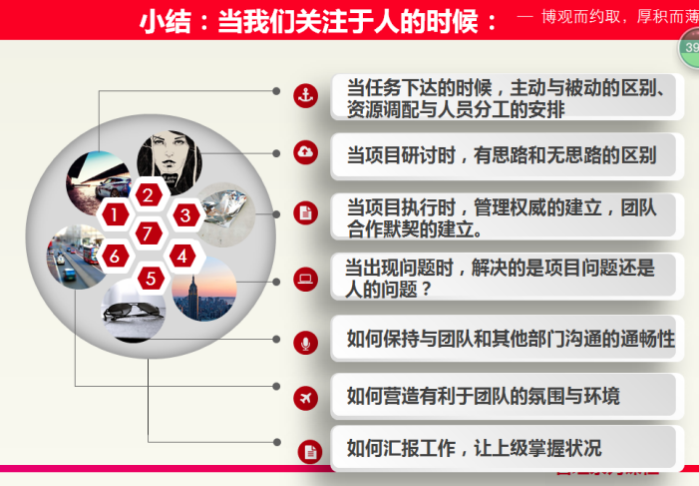 小结：当我们关注于人的时候：
— 博观而约取，厚积而薄
39
当任务下达的时候，主动与被动的区别、
资源调配与人员分工的安排
当项目研讨时，有思路和无思路的区别
当项目执行时，管理权威的建立，团队
合作默契的建立。
当出现问题时，解决的是项目问题还是
人的问题？
如何保持与团队和其他部门沟通的通畅性
如何营造有利于团队的氛围与环境
如何汇报工作，让上级掌握状况
2
1
3
7
6
4
5